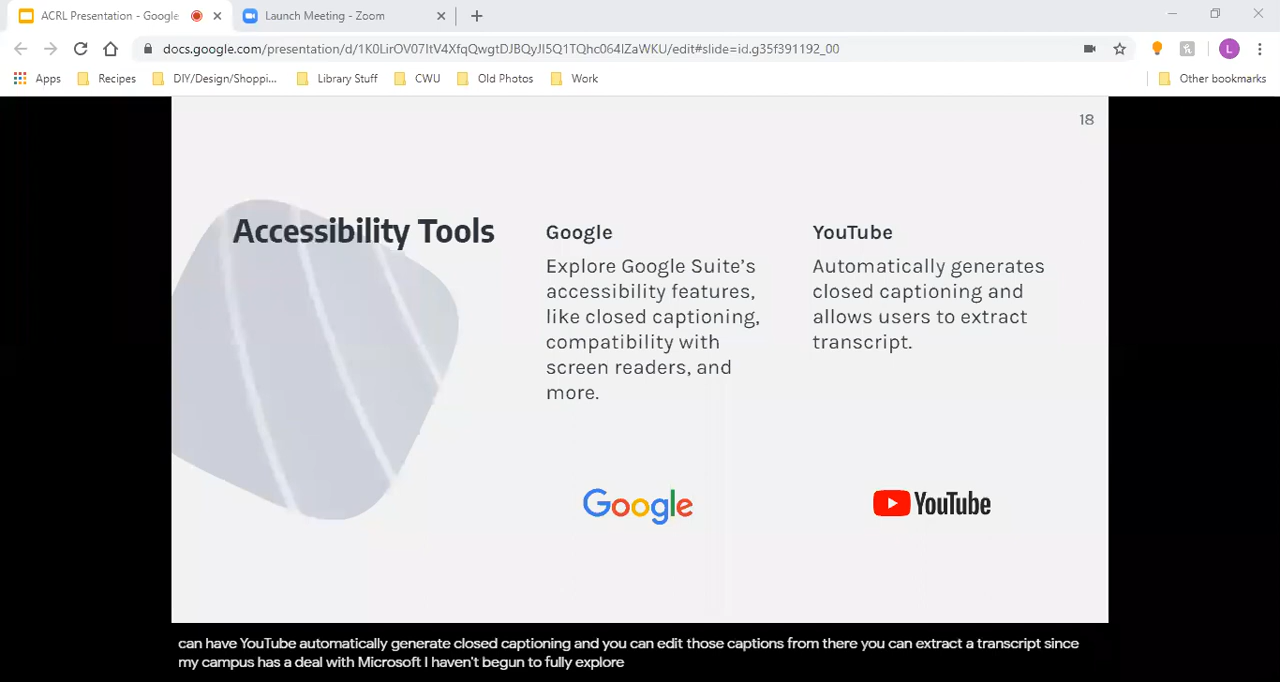 ACRL Presentation - Google
Launch Meeting - Zoom
docs.google.com/presentation/d/1K0LirOV07ItV4XfqQwgtDJBQyJI5Q1TQhc064lZaWKU/edit#slide=id.g35f391192_00
L
Apps
Recipes
DIY/Design/Shoppi...
Library Stuff
CWU
Old Photos
Work
Other bookmarks
18
Accessibility Tools
Google
Explore Google Suite’s
accessibility features,
like closed captioning,
compatibility with
screen readers, and
more.
YouTube
Automatically generates
closed captioning and
allows users to extract
transcript.
Google
YouTube
can have YouTube automatically generate closed captioning and you can edit those captions from there you can extract a transcript since
my campus has a deal with Microsoft I haven't begun to fully explore